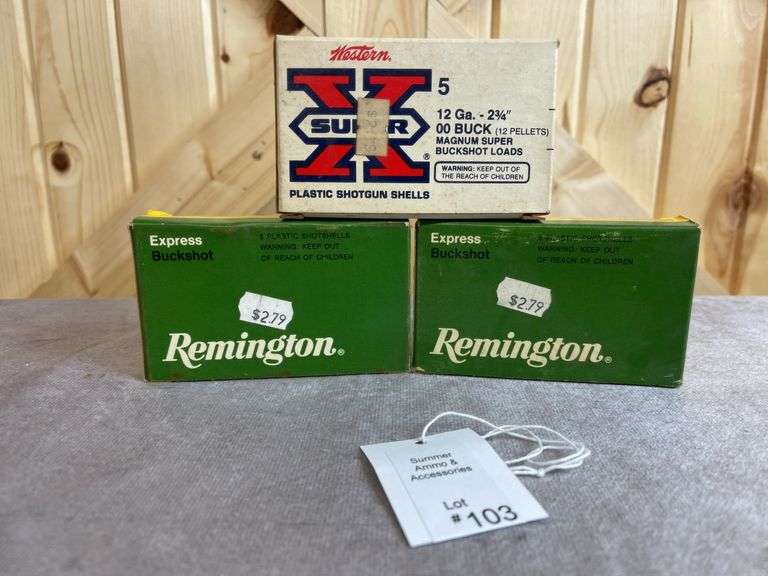 Western
X
SUPER
5
12 Ga. - 2¾"
00 BUCK (12 PELLETS)
MAGNUM SUPER
BUCKSHOT LOADS
WARNING: KEEP OUT OF
THE REACH OF CHILDREN
®
PLASTIC SHOTGUN SHELLS
Express
Buckshot
5 PLASTIC SHOTSHELLS
WARNING: KEEP OUT
OF REACH OF CHILDREN
$2.79
Remington®
Express
Buckshot
5 PLASTIC SHOTSHELLS
WARNING: KEEP OUT
OF REACH OF CHILDREN
$2.79
Remington®
Summer
Ammo &
Accessories
Lot
# 103